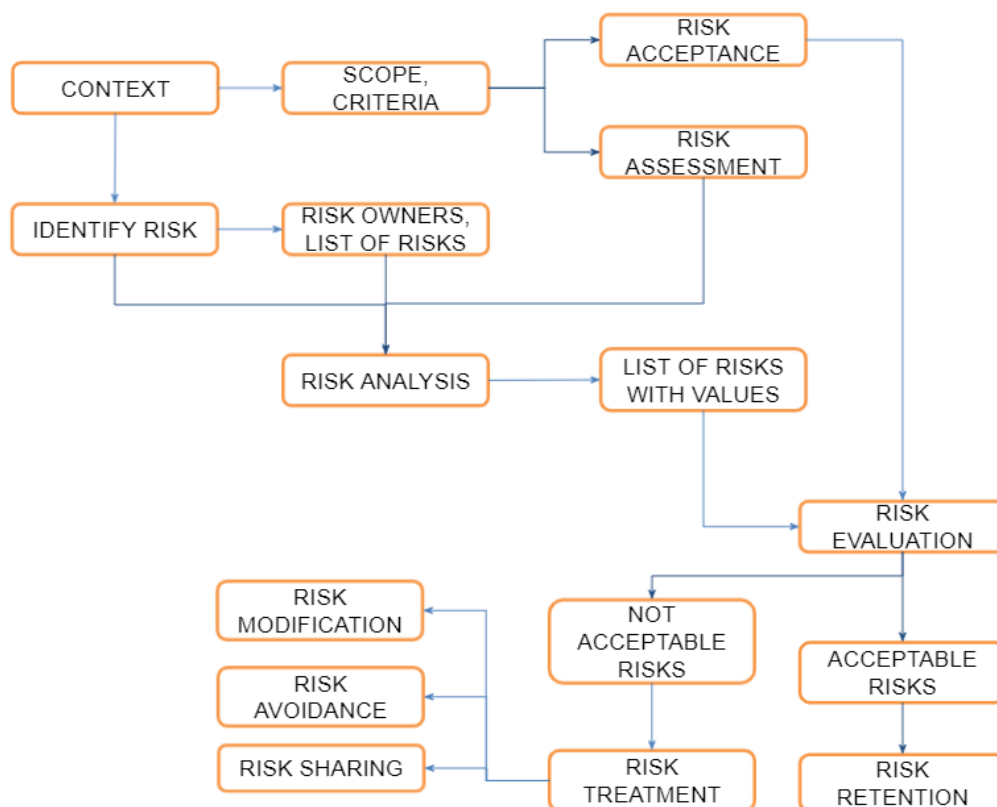 RISK
ACCEPTANCE
CONTEXT
SCOPE,
CRITERIA
RISK
ASSESSMENT
IDENTIFY RISK
RISK OWNERS,
LIST OF RISKS
RISK ANALYSIS
LIST OF RISKS
WITH VALUES
RISK
EVALUATION
RISK
MODIFICATION
NOT
ACCEPTABLE
RISKS
ACCEPTABLE
RISKS
RISK
AVOIDANCE
RISK SHARING
RISK
TREATMENT
RISK
RETENTION